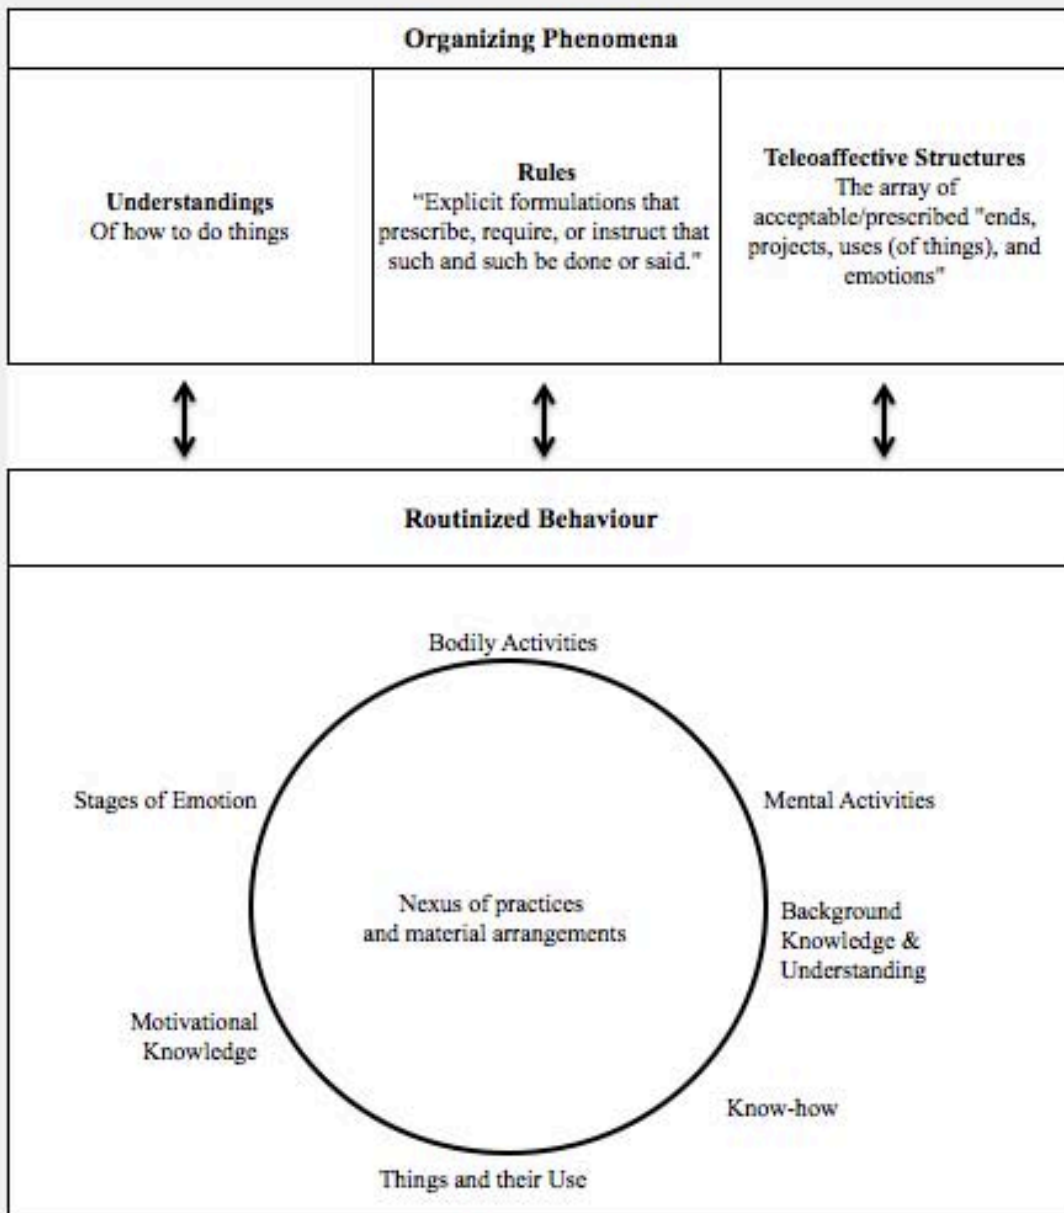 Organizing Phenomena
Understandings
Of how to do things
Rules
"Explicit formulations that
prescribe, require, or instruct that
such and such be done or said."
Teleoaffective Structures
The array of
acceptable/prescribed "ends,
projects, uses (of things), and
emotions"
Routinized Behaviour
Bodily Activities
Stages of Emotion
Mental Activities
Nexus of practices
and material arrangements
Background
Knowledge &
Understanding
Motivational
Knowledge
Know-how
Things and their Use